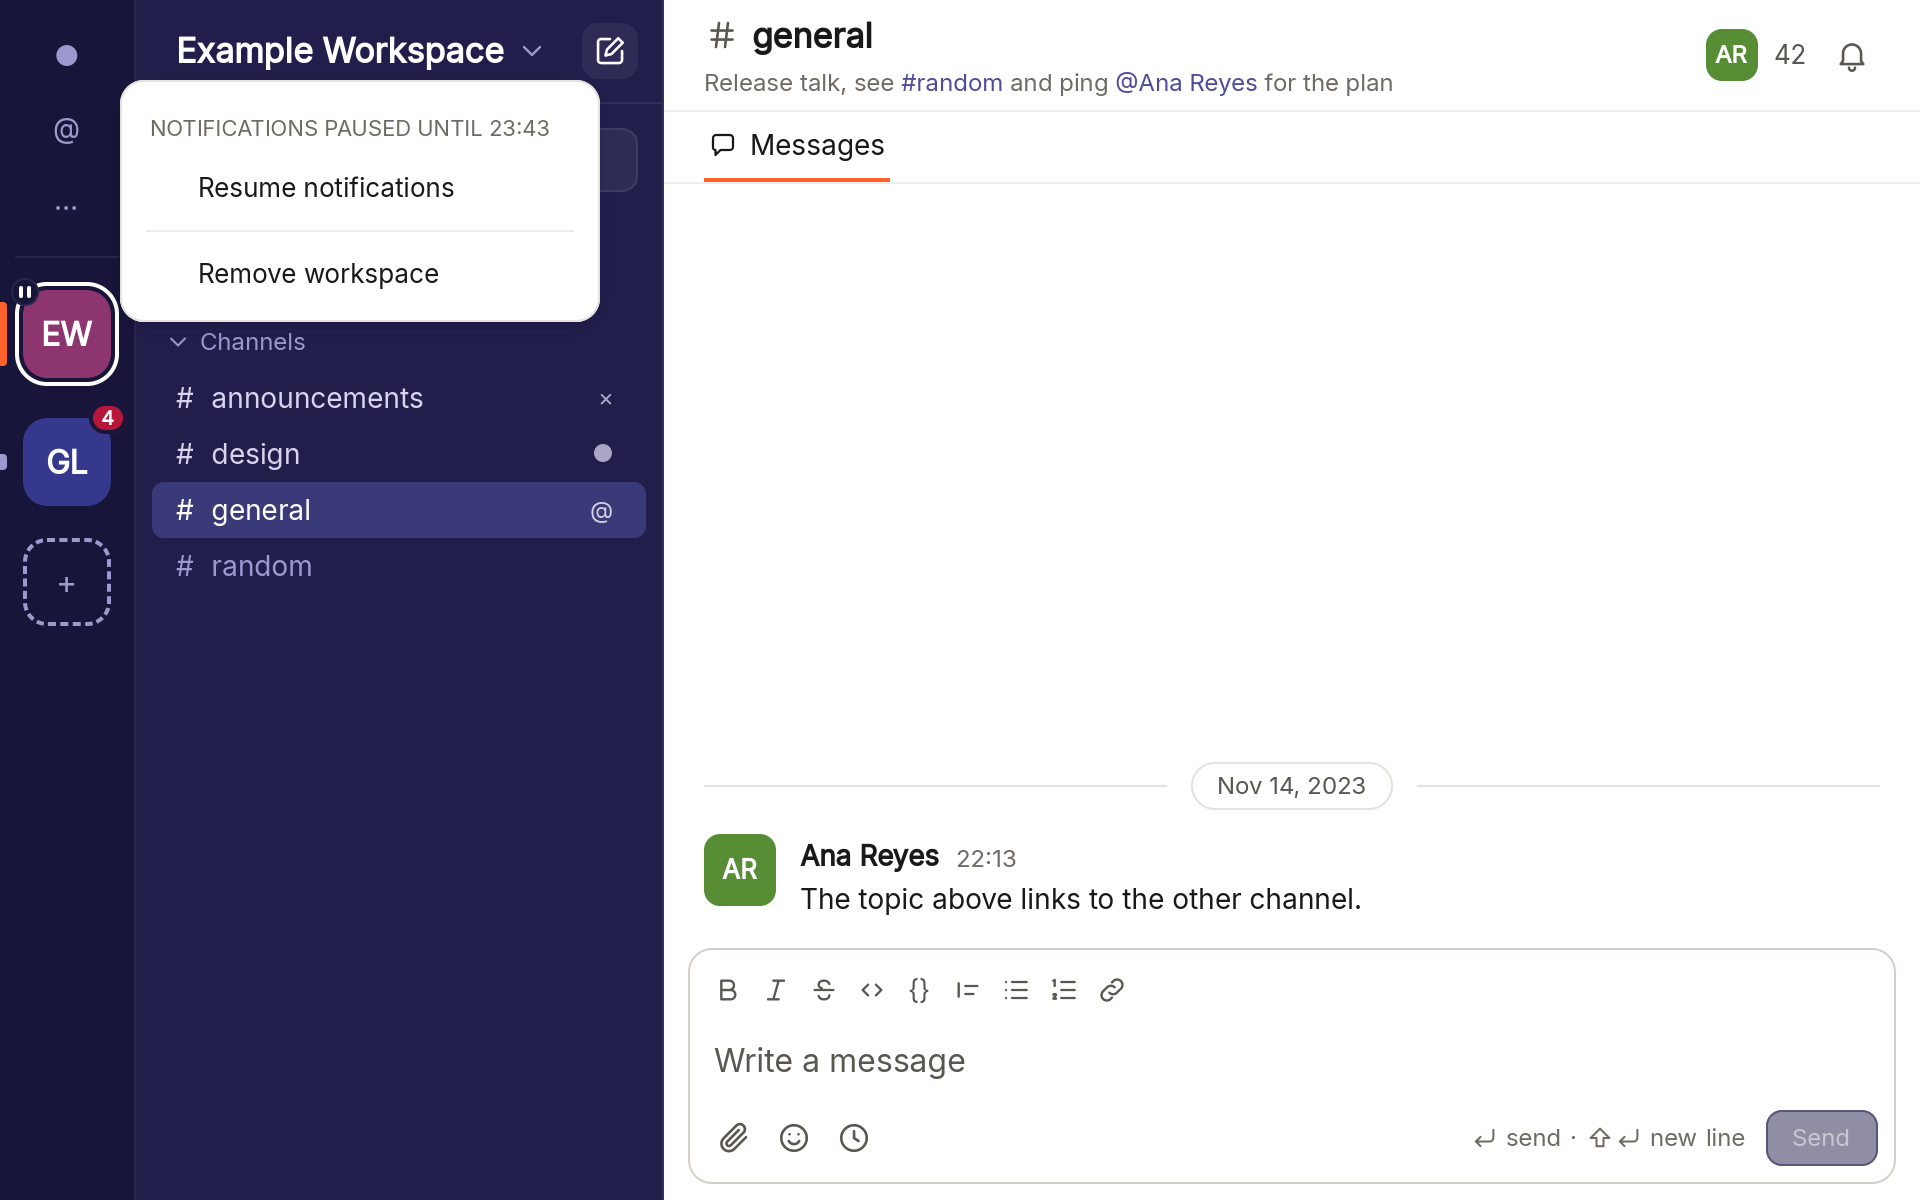 @
...
EW
4
GL
+
Example Workspace
NOTIFICATIONS PAUSED UNTIL 23:43
Resume notifications
Remove workspace
Channels
# announcements ×
# design
# general @
# random
# general
Release talk, see #random and ping @Ana Reyes for the plan
AR 42
Messages
Nov 14, 2023
AR
Ana Reyes 22:13
The topic above links to the other channel.
Write a message
send · new line
Send